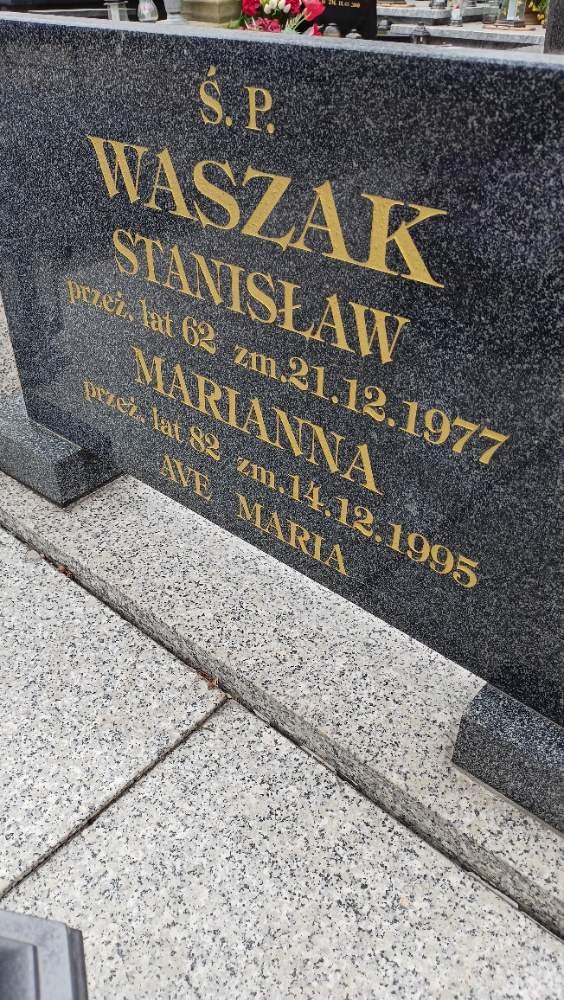 Ś. P.
WASZAK
STANISŁAW
przeż. lat 62 zm. 21.12.1977
MARIANNA
przeż. lat 82 zm. 14.12.1995
AVE MARIA